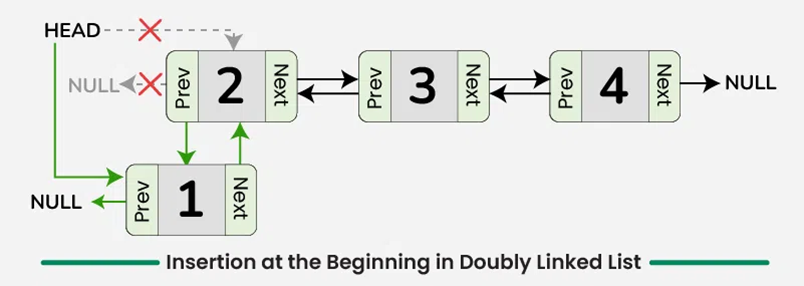 HEAD
NULL
Prev 2 Next
Prev 3 Next
Prev 4 Next
NULL
NULL
Prev 1 Next
Insertion at the Beginning in Doubly Linked List